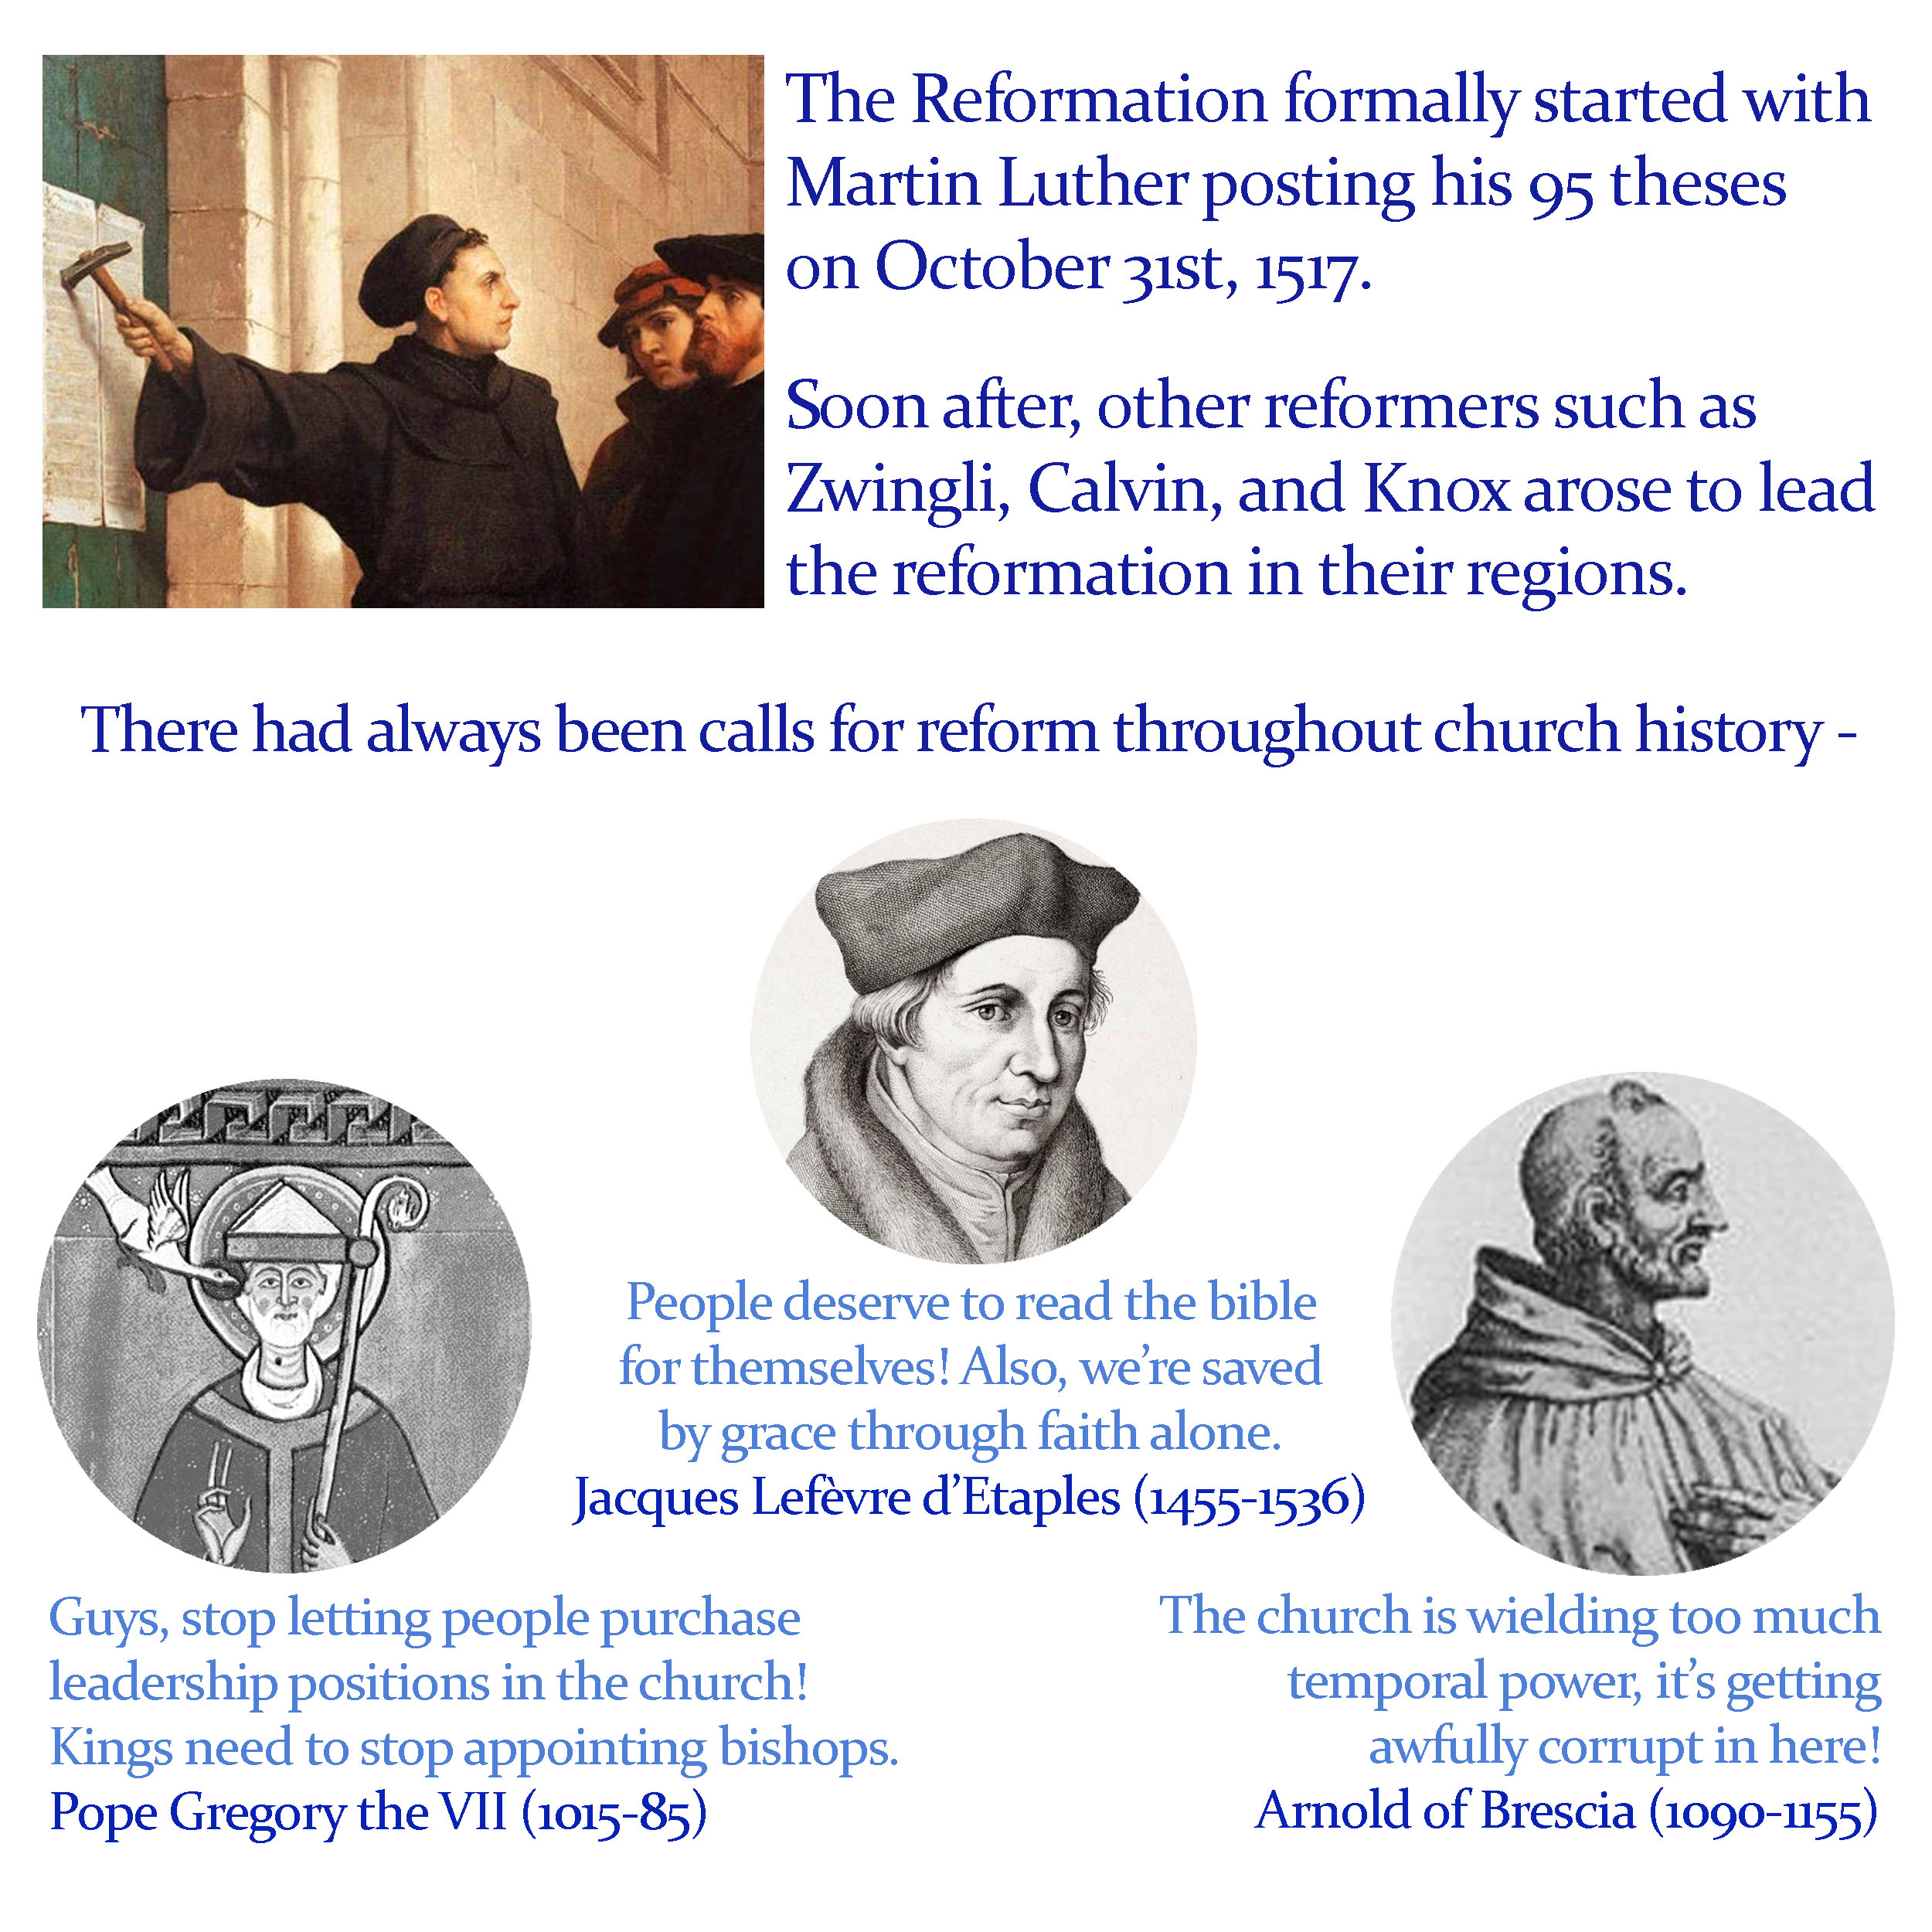 The Reformation formally started with
Martin Luther posting his 95 theses
on October 31st, 1517.
Soon after, other reformers such as
Zwingli, Calvin, and Knox arose to lead
the reformation in their regions.
There had always been calls for reform throughout church history -
People deserve to read the bible
for themselves! Also, we're saved
by grace through faith alone.
Jacques Lefèvre d'Etaples (1455-1536)
Guys, stop letting people purchase
leadership positions in the church!
Kings need to stop appointing bishops.
Pope Gregory the VII (1015-85)
The church is wielding too much
temporal power, it's getting
awfully corrupt in here!
Arnold of Brescia (1090-1155)